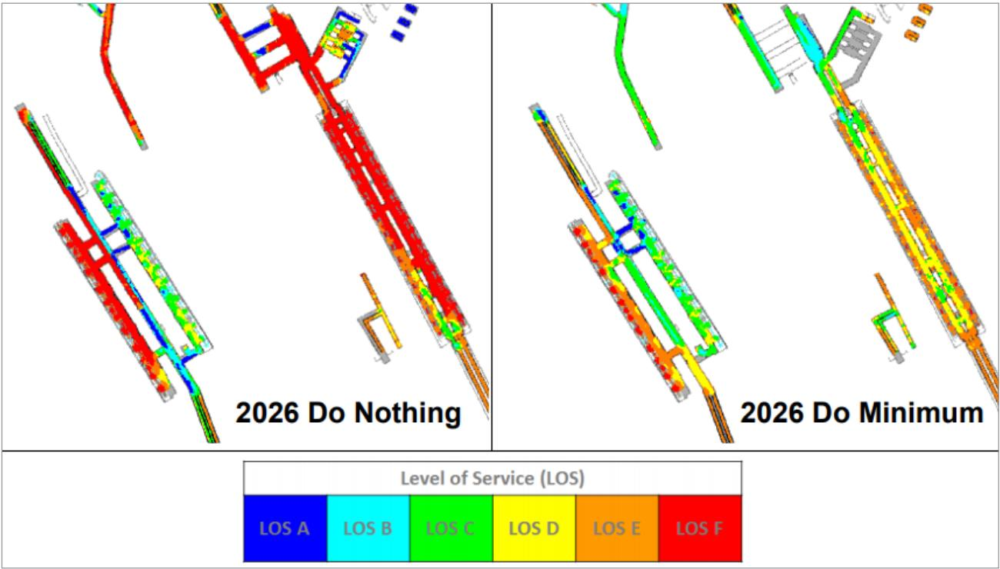 2026 Do Nothing
2026 Do Minimum
Level of Service (LOS)
LOS A
LOS B
LOS C
LOS D
LOS E
LOS F